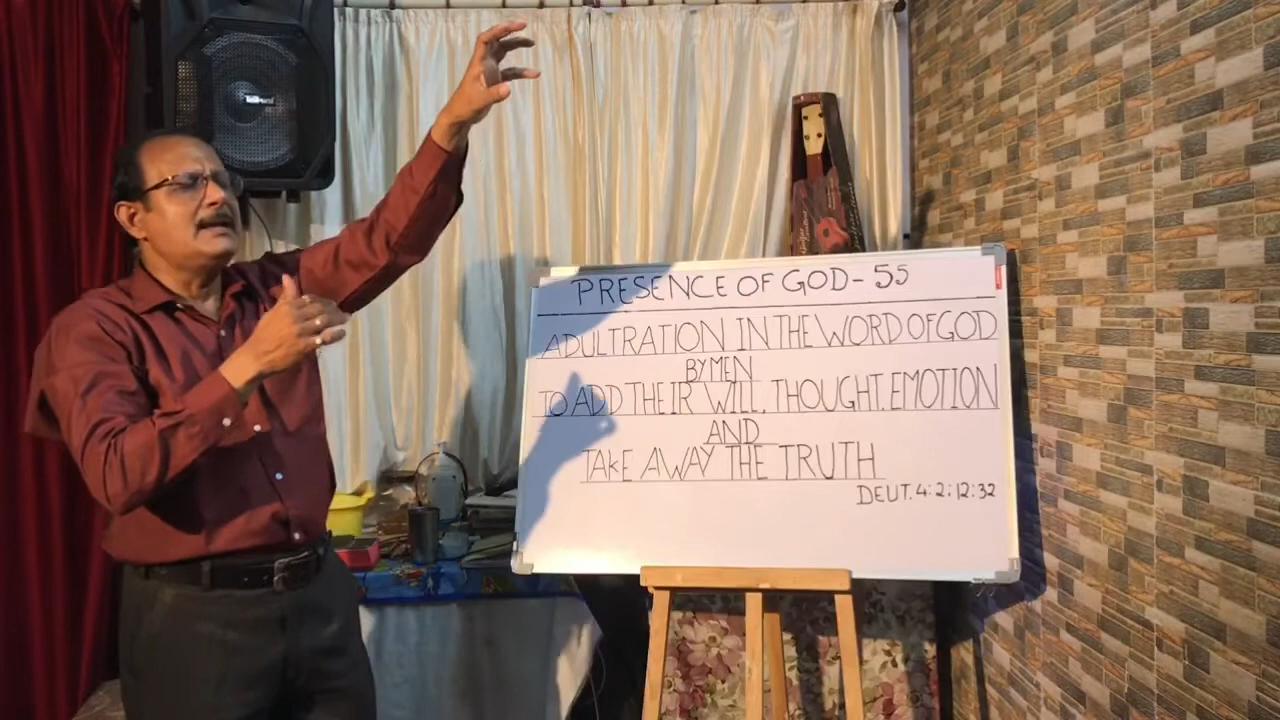 PRESENCE OF GOD - 55
ADULTRATION IN THE WORD OF GOD
BY MEN
TO ADD THEIR WILL, THOUGHT, EMOTION
AND
TAKE AWAY THE TRUTH
DEUT. 4:2; 12:32